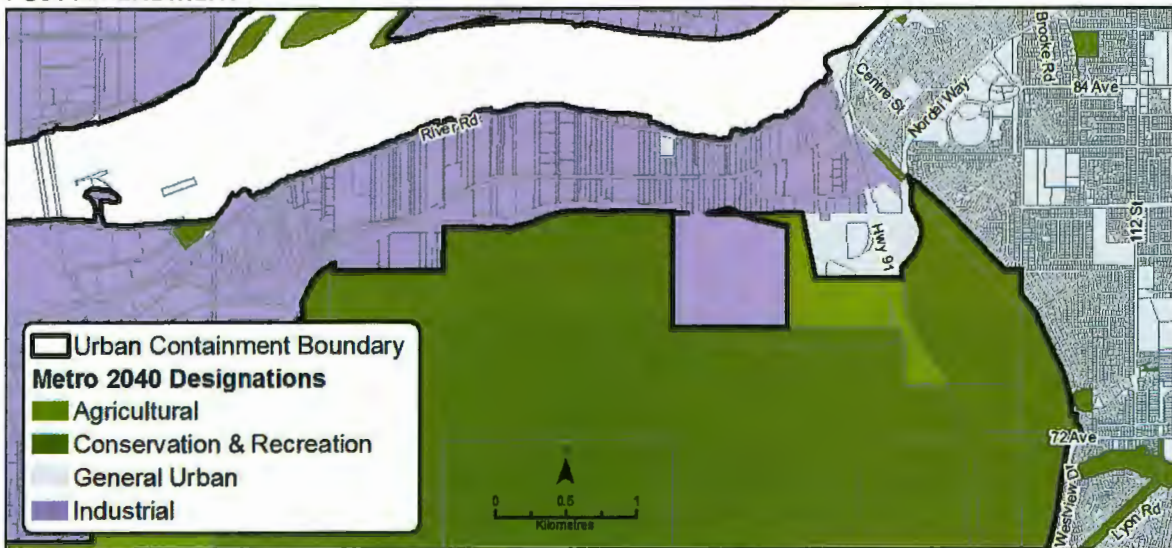 Brooke Rd
Centre St
84 Ave
Nordel Way
River Rd
112 St
Hwy 91
Urban Containment Boundary
Metro 2040 Designations
Agricultural
Conservation & Recreation
General Urban
Industrial
72 Ave
0 0.5 1
Kilometres
Westview Dr
Lyon Rd